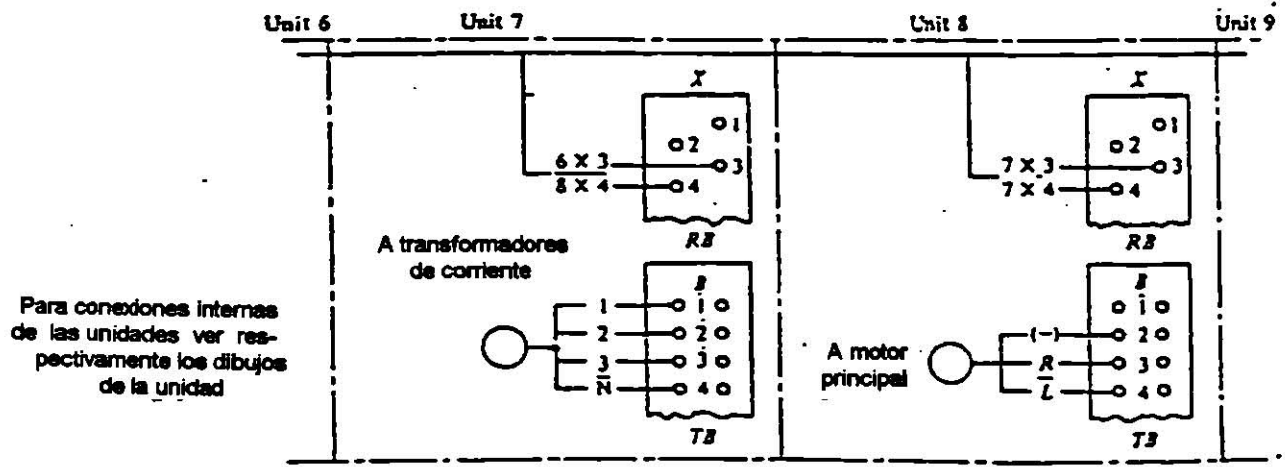 Unit 6
Unit 7
Unit 8
Unit 9
X
1
2
6 X 3
3
8 X 4
4
RB
X
1
2
7 X 3
3
7 X 4
4
RB
A transformadores
de corriente
B
1
1
2
2
3
3
N
4
TB
Para conexiones internas
de las unidades ver res-
pectivamente los dibujos
de la unidad
A motor
principal
B
1
(-)
2
R
3
L
4
TB